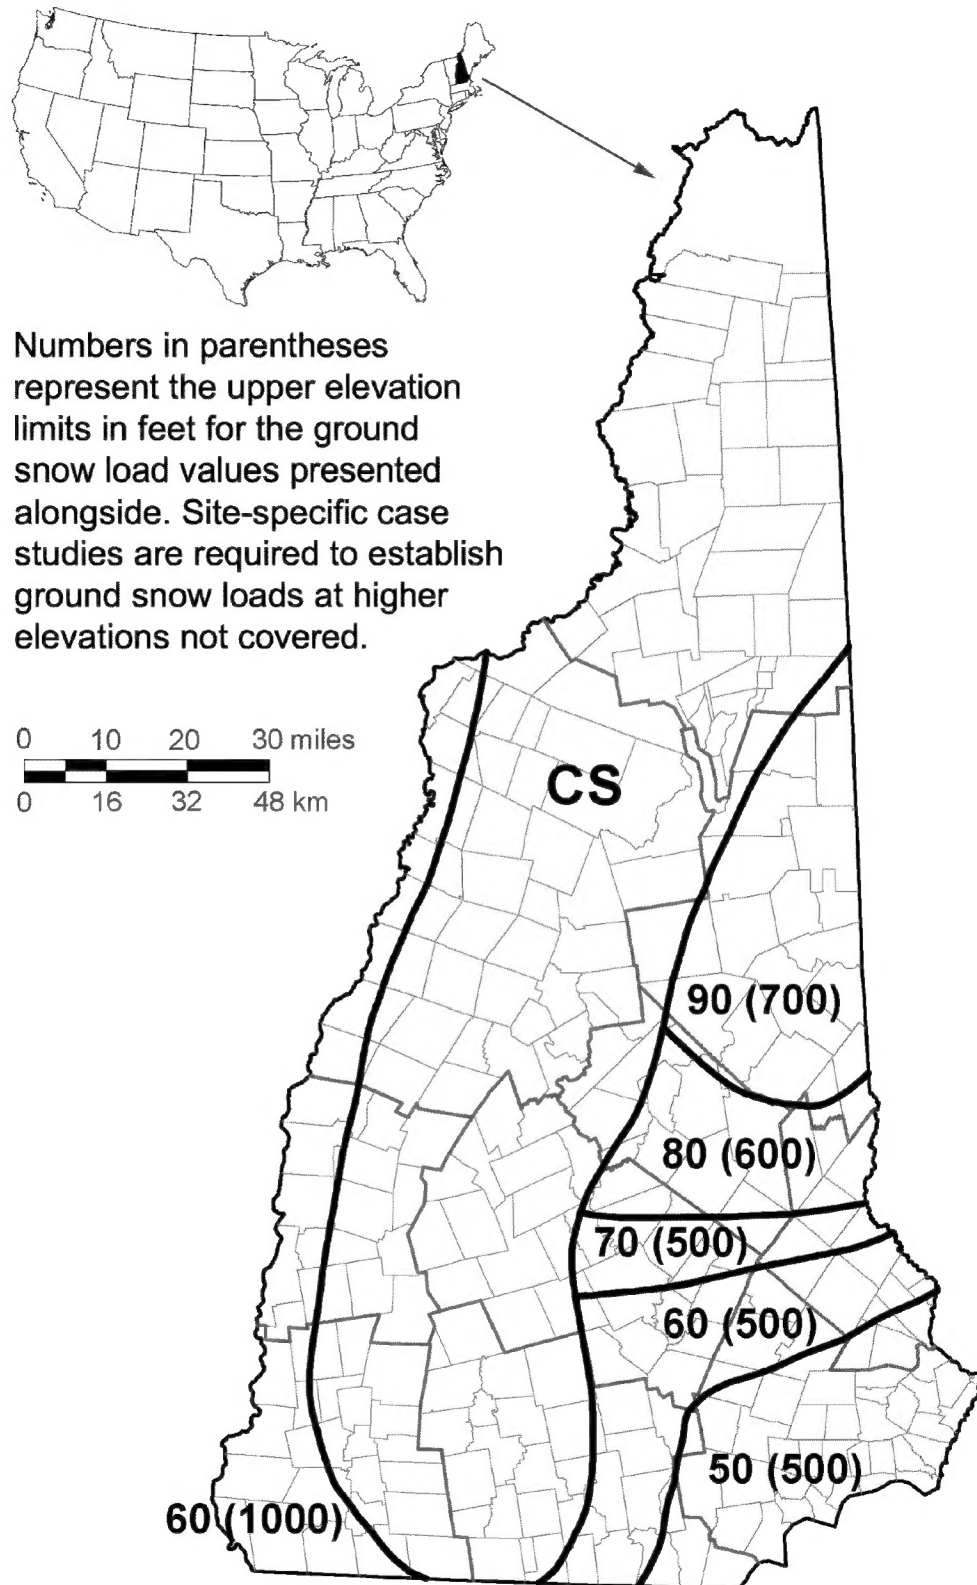 Numbers in parentheses
represent the upper elevation
limits in feet for the ground
snow load values presented
alongside. Site-specific case
studies are required to establish
ground snow loads at higher
elevations not covered.
0 10 20 30 miles
0 16 32 48 km
CS
90 (700)
80 (600)
70 (500)
60 (500)
50 (500)
60 (1000)